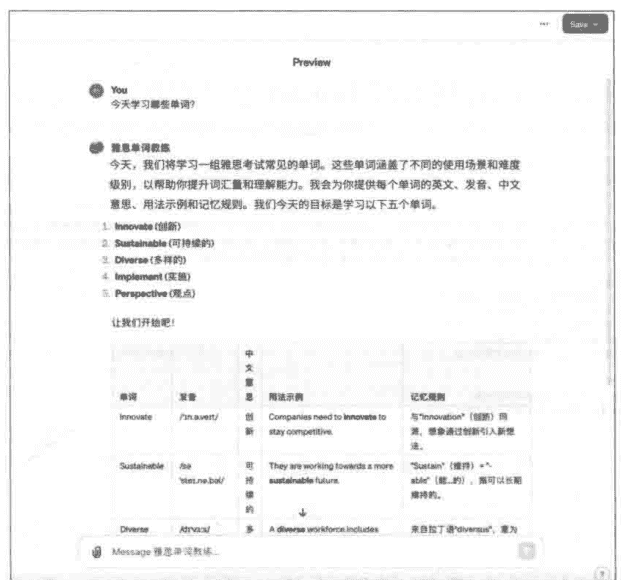 Save
Preview
You
今天学习哪些单词?
雅思单词教练
今天，我们将学习一组雅思考试常见的单词。这些单词涵盖了不同的使用场景和难度
级别，以帮助你提升词汇量和理解能力。我会为你提供每个单词的英文、发音、中文
意思、用法示例和记忆规则。我们今天的目标是学习以下五个单词。
1. Innovate (创新)
2. Sustainable (可持续的)
3. Diverse (多样的)
4. Implement (实施)
5. Perspective (观点)
让我们开始吧!
单词 发音 中文意思 用法示例 记忆规则
Innovate 创新 Companies need to innovate to
stay competitive.
与"Innovation"（创新）同
源，想象通过创新引入新想
法。
Sustainable 可持续的 They are working towards a more
sustainable future.
"Sustain"（维持）+ "-
able"（能...的），指可以长期
维持的。
Diverse 多 A diverse workforce includes 来自拉丁语"diversus"，意为
Message 雅思单词教练...